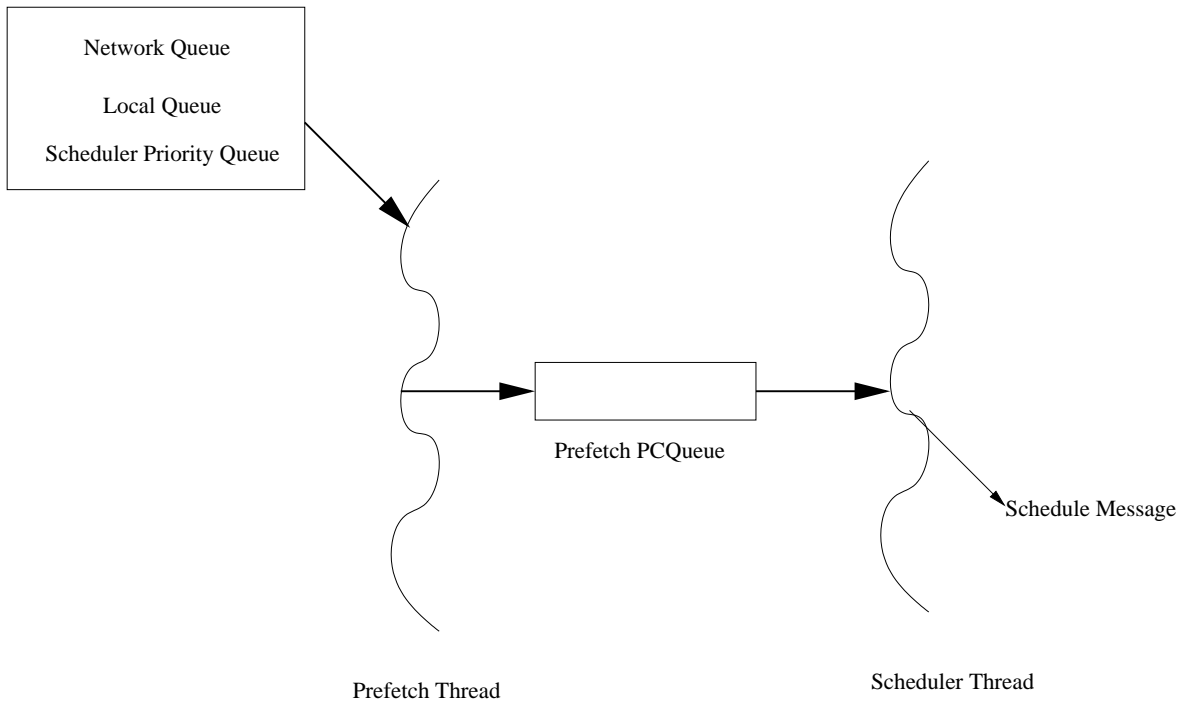 Network Queue
Local Queue
Scheduler Priority Queue
Prefetch PCQueue
Schedule Message
Prefetch Thread
Scheduler Thread